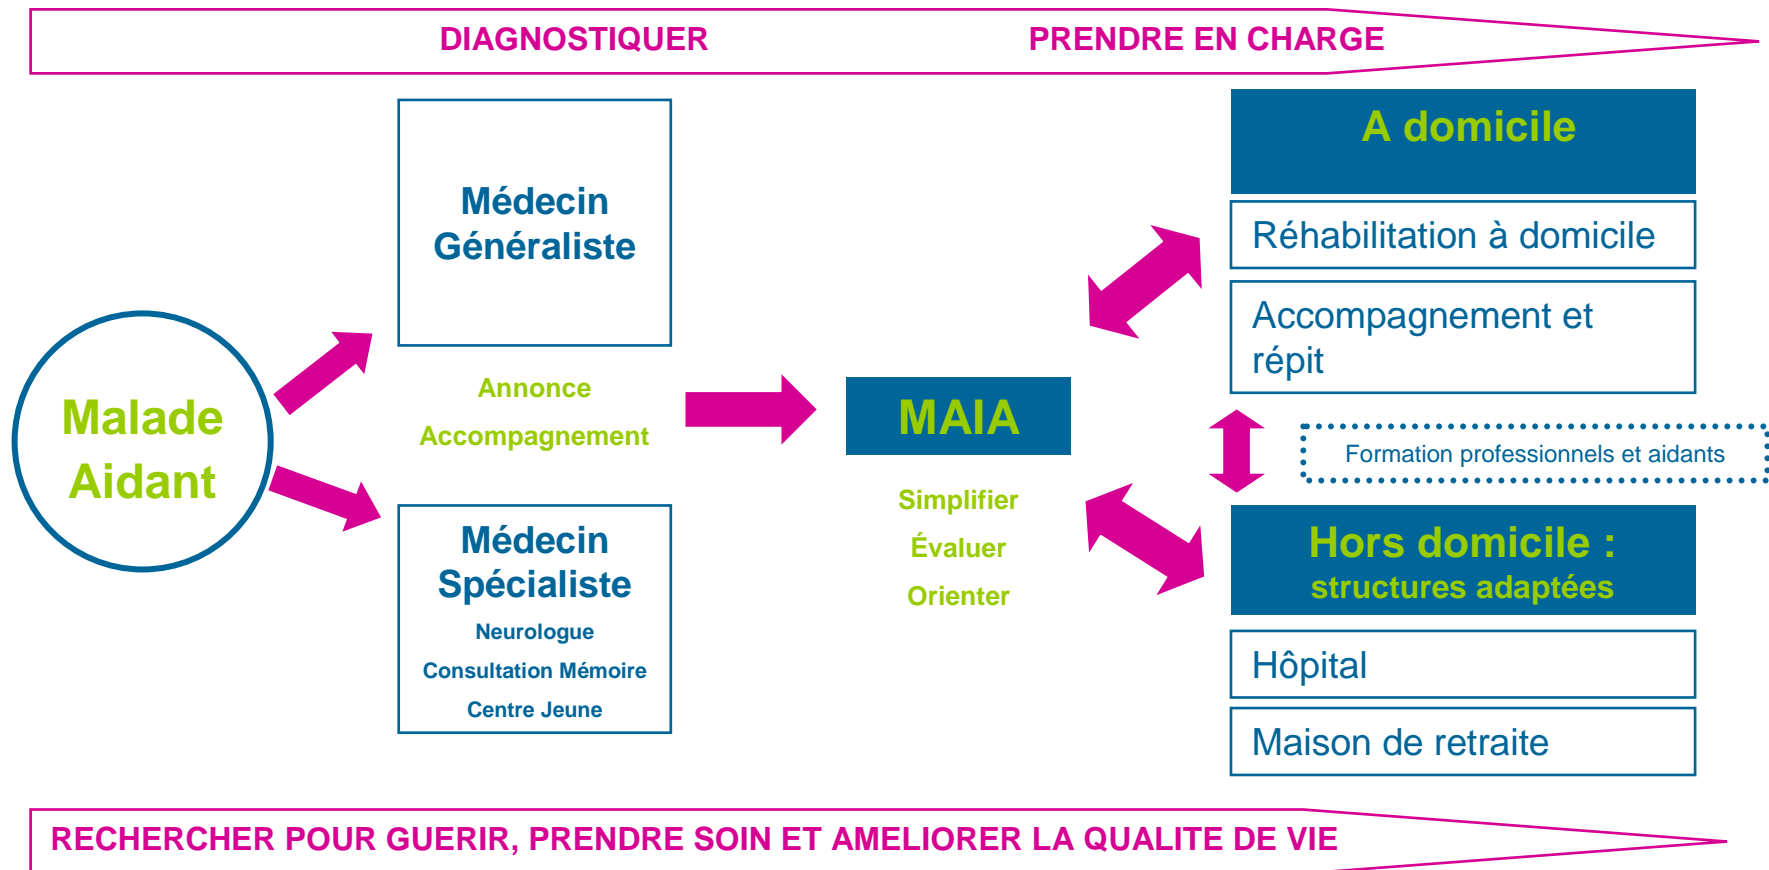 DIAGNOSTIQUER
PRENDRE EN CHARGE
Malade
Aidant
Médecin
Généraliste
Annonce
Accompagnement
Médecin
Spécialiste
Neurologue
Consultation Mémoire
Centre Jeune
MAIA
Simplifier
Évaluer
Orienter
A domicile
Réhabilitation à domicile
Accompagnement et
répit
Formation professionnels et aidants
Hors domicile :
structures adaptées
Hôpital
Maison de retraite
RECHERCHER POUR GUERIR, PRENDRE SOIN ET AMELIORER LA QUALITE DE VIE